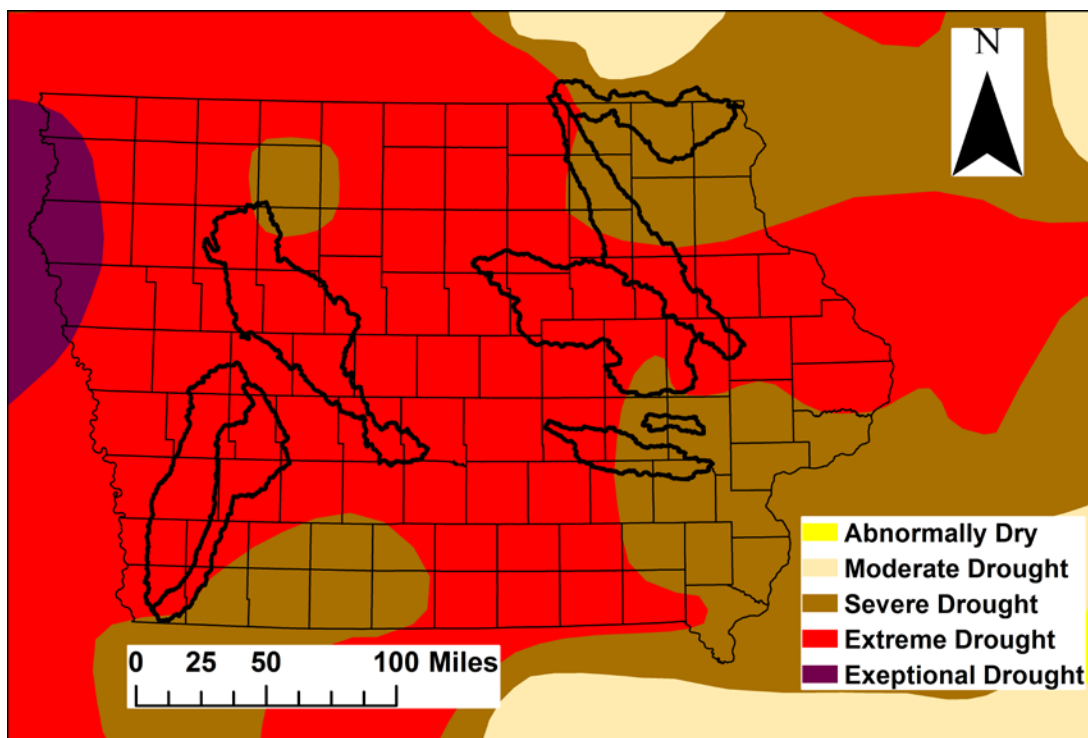 N
Abnormally Dry
Moderate Drought
Severe Drought
Extreme Drought
Exeptional Drought
0 25 50 100 Miles